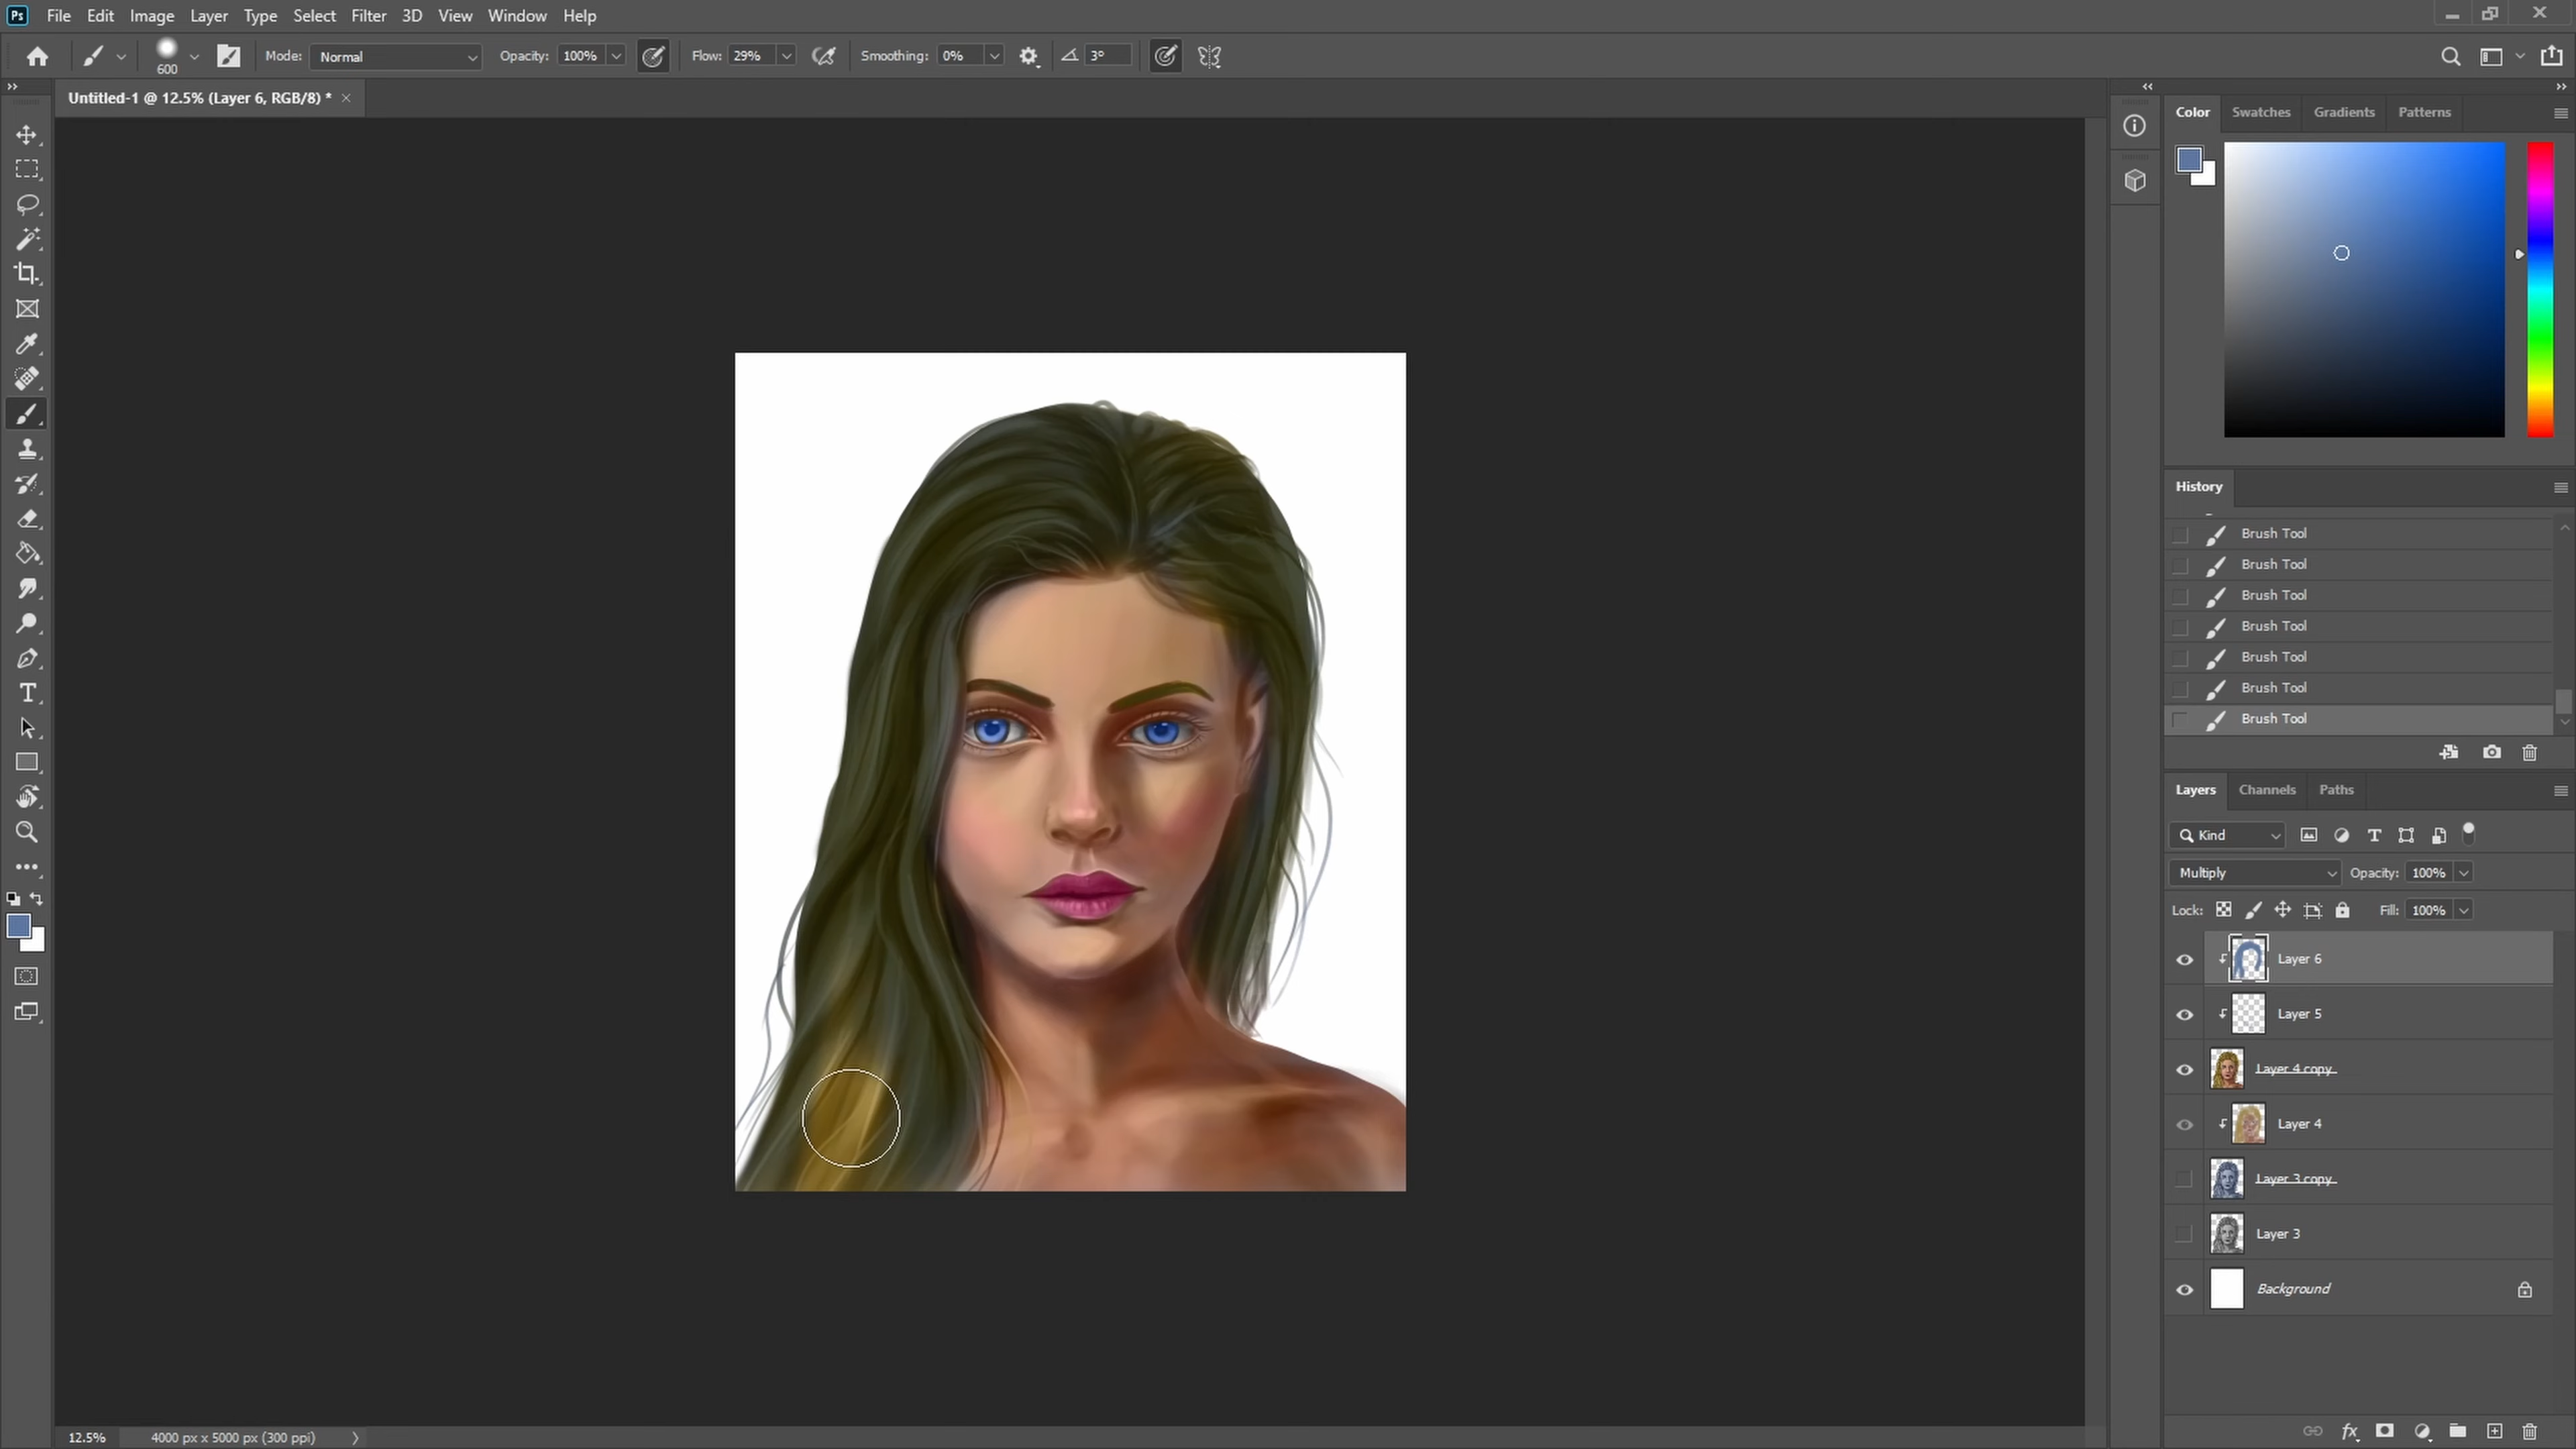 Ps File Edit Image Layer Type Select Filter 3D View Window Help
600 Mode: Normal Opacity: 100% Flow: 29% Smoothing: 0% 3°
Untitled-1 @ 12.5% (Layer 6, RGB/8) *
Color Swatches Gradients Patterns
History
Brush Tool
Brush Tool
Brush Tool
Brush Tool
Brush Tool
Brush Tool
Brush Tool
Layers Channels Paths
Kind
Multiply Opacity: 100%
Lock: Fill: 100%
Layer 6
Layer 5
Layer 4 copy
Layer 4
Layer 3 copy
Layer 3
Background
12.5% 4000 px x 5000 px (300 ppi)